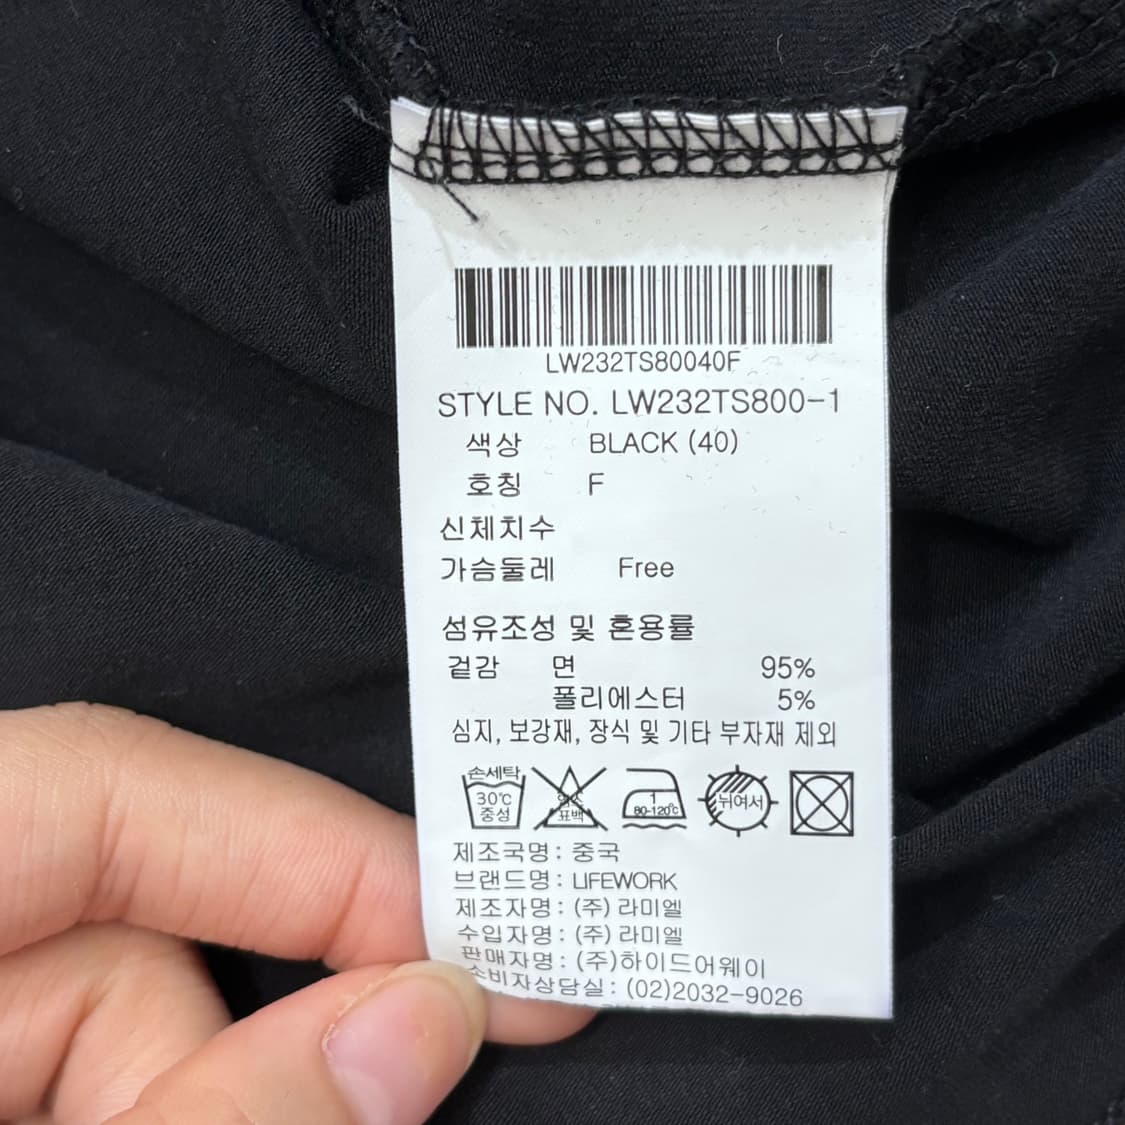 LW232TS80040F
STYLE NO. LW232TS800-1
색상 BLACK (40)
호칭 F
신체치수
가슴둘레 Free
섬유조성 및 혼용률
겉감 면 95%
폴리에스터 5%
심지, 보강재, 장식 및 기타 부자재 제외
손세탁
30℃
중성
표백
1
80-120℃
뉘여서
제조국명: 중국
브랜드명: LIFEWORK
제조자명: (주) 라미엘
수입자명: (주) 라미엘
판매자명: (주)하이드어웨이
소비자상담실: (02)2032-9026